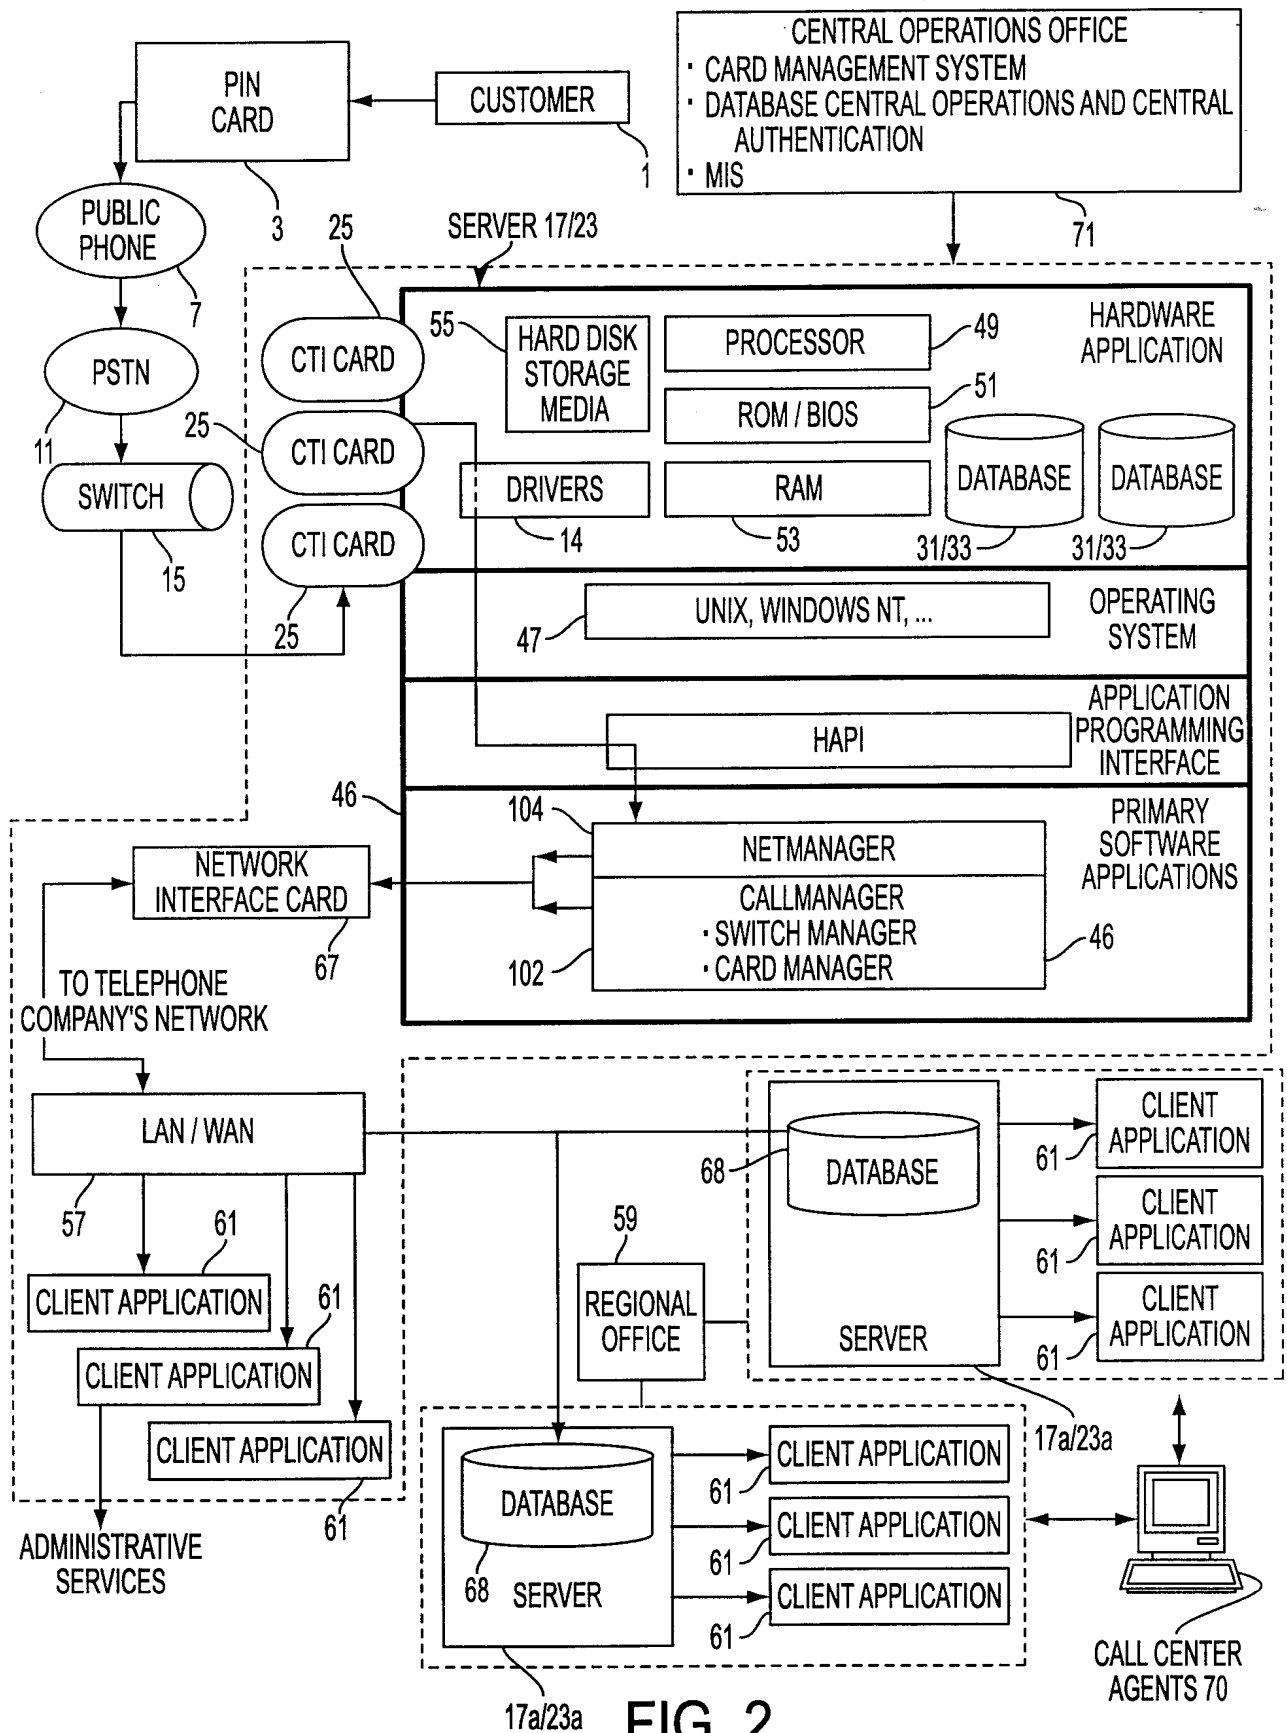 CENTRAL OPERATIONS OFFICE
· CARD MANAGEMENT SYSTEM
· DATABASE CENTRAL OPERATIONS AND CENTRAL
AUTHENTICATION
· MIS
71
PIN
CARD
3
CUSTOMER
1
PUBLIC
PHONE
7
PSTN
11
SWITCH
15
25
SERVER 17/23
CTI CARD
25
CTI CARD
CTI CARD
25
55
HARD DISK
STORAGE
MEDIA
PROCESSOR
49
HARDWARE
APPLICATION
ROM / BIOS
51
DRIVERS
14
RAM
53
DATABASE
31/33
DATABASE
31/33
UNIX, WINDOWS NT, ...
47
OPERATING
SYSTEM
HAPI
APPLICATION
PROGRAMMING
INTERFACE
46
104
NETMANAGER
CALLMANAGER
· SWITCH MANAGER
· CARD MANAGER
102
46
PRIMARY
SOFTWARE
APPLICATIONS
NETWORK
INTERFACE CARD
67
TO TELEPHONE
COMPANY'S NETWORK
LAN / WAN
57
61
CLIENT APPLICATION
61
CLIENT APPLICATION
CLIENT APPLICATION
61
ADMINISTRATIVE
SERVICES
68
DATABASE
SERVER
17a/23a
CLIENT
APPLICATION
61
CLIENT
APPLICATION
61
CLIENT
APPLICATION
61
59
REGIONAL
OFFICE
DATABASE
68
SERVER
17a/23a
CLIENT APPLICATION
61
CLIENT APPLICATION
61
CLIENT APPLICATION
61
CALL CENTER
AGENTS 70
FIG. 2